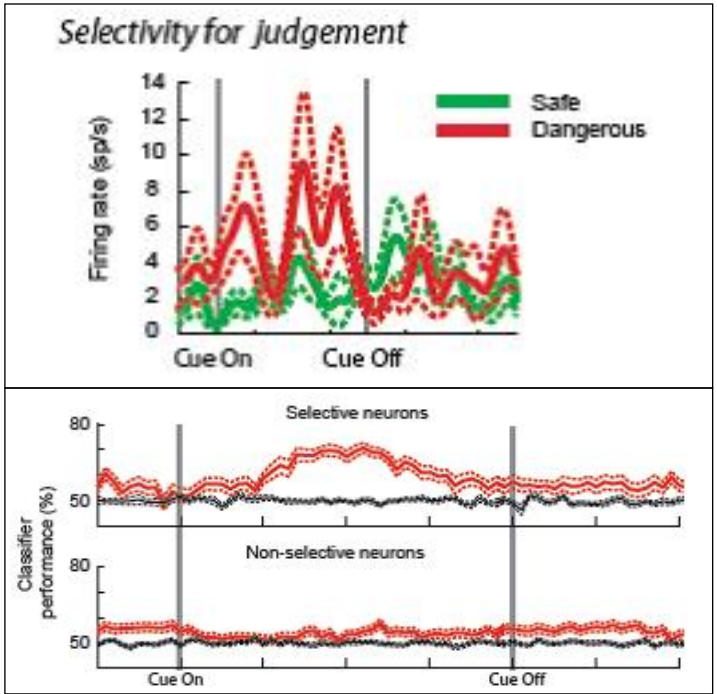 Selectivity for judgement
14
12
10
8
6
4
2
0
Firing rate (sp/s)
Safe
Dangerous
Cue On Cue Off
Selective neurons
80
50
Classifier
performance (%)
Non-selective neurons
80
50
Cue On Cue Off